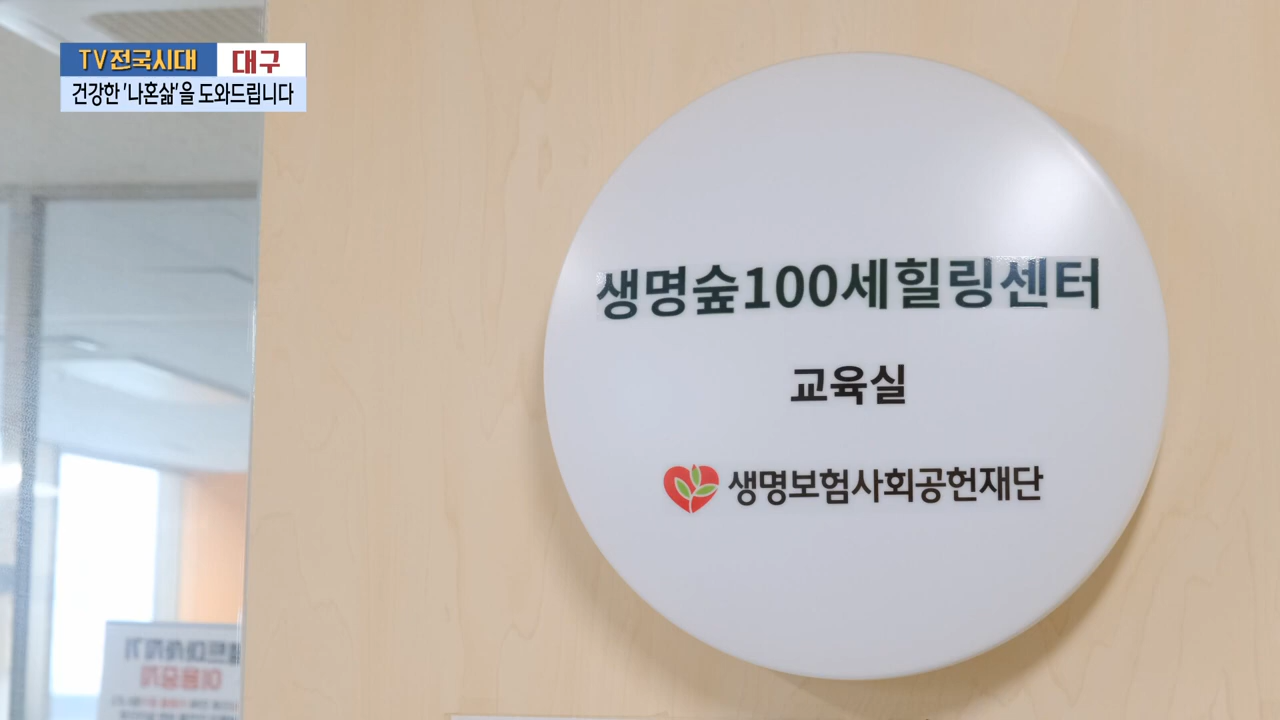 TV전국시대 대구
건강한 '나혼삶'을 도와드립니다
생명숲100세힐링센터
교육실
생명보험사회공헌재단